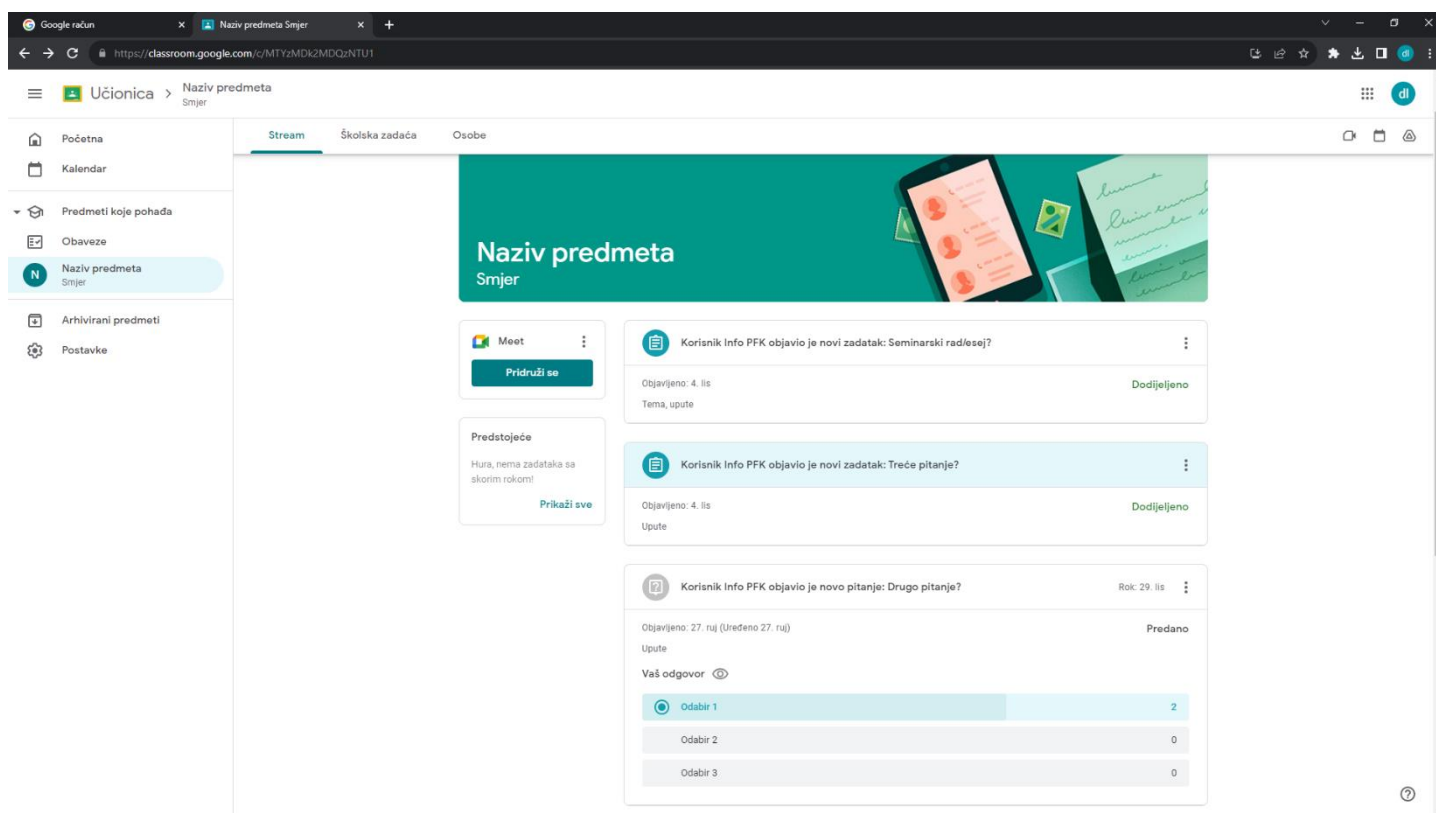 Google račun
Naziv predmeta Smjer
https://classroom.google.com/c/MTYzMDk2MDQzNTU1
dl
Učionica > Naziv predmeta
Smjer
dl
Početna
Kalendar
Predmeti koje pohađa
Obaveze
N
Naziv predmeta
Smjer
Arhivirani predmeti
Postavke
Stream Školska zadaća Osobe
Naziv predmeta
Smjer
Meet
Pridruži se
Predstojeće
Hura, nema zadataka sa
skorim rokom!
Prikaži sve
Korisnik Info PFK objavio je novi zadatak: Seminarski rad/esej?
Objavljeno: 4. lis Dodijeljeno
Tema, upute
Korisnik Info PFK objavio je novi zadatak: Treće pitanje?
Objavljeno: 4. lis Dodijeljeno
Upute
Korisnik Info PFK objavio je novo pitanje: Drugo pitanje? Rok: 29. lis
Objavljeno: 27. ruj (Uređeno 27. ruj) Predano
Upute
Vaš odgovor
Odabir 1 2
Odabir 2 0
Odabir 3 0